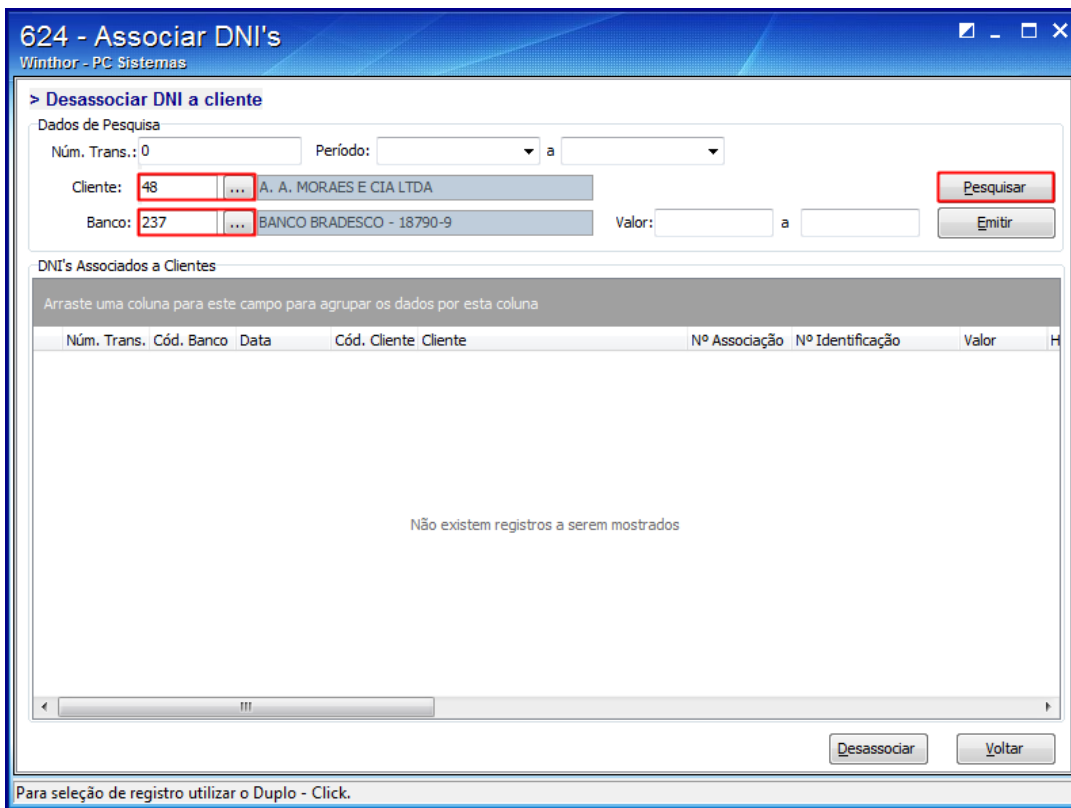 624 - Associar DNI's
Winthor - PC Sistemas
> Desassociar DNI a cliente
Dados de Pesquisa
Núm. Trans.: 0 Período: a
Cliente: 48 ... A. A. MORAES E CIA LTDA Pesquisar
Banco: 237 ... BANCO BRADESCO - 18790-9 Valor: a Emitir
DNI's Associados a Clientes
Arraste uma coluna para este campo para agrupar os dados por esta coluna
Núm. Trans. Cód. Banco Data Cód. Cliente Cliente Nº Associação Nº Identificação Valor H
Não existem registros a serem mostrados
Desassociar Voltar
Para seleção de registro utilizar o Duplo - Click.